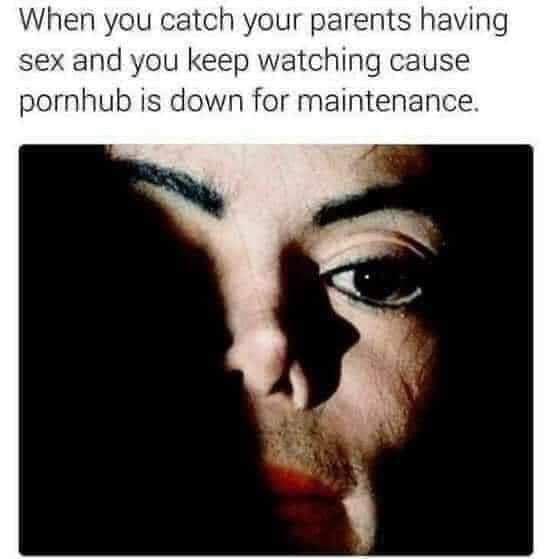 When you catch your parents having
sex and you keep watching cause
pornhub is down for maintenance.